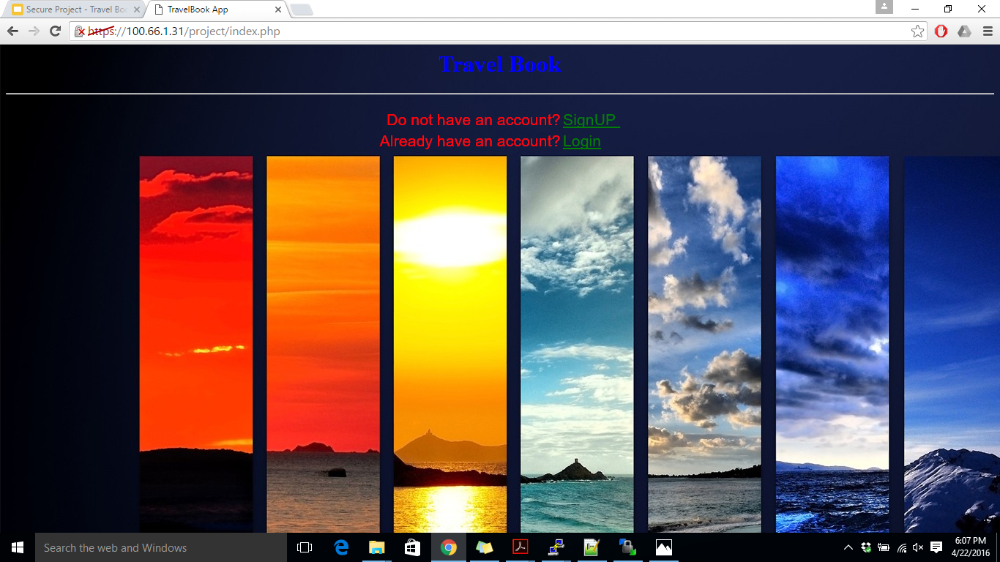 Secure Project - Travel Boo
TravelBook App
https://100.66.1.31/project/index.php
Travel Book
Do not have an account? SignUP
Already have an account? Login
Search the web and Windows
6:07 PM
4/22/2016